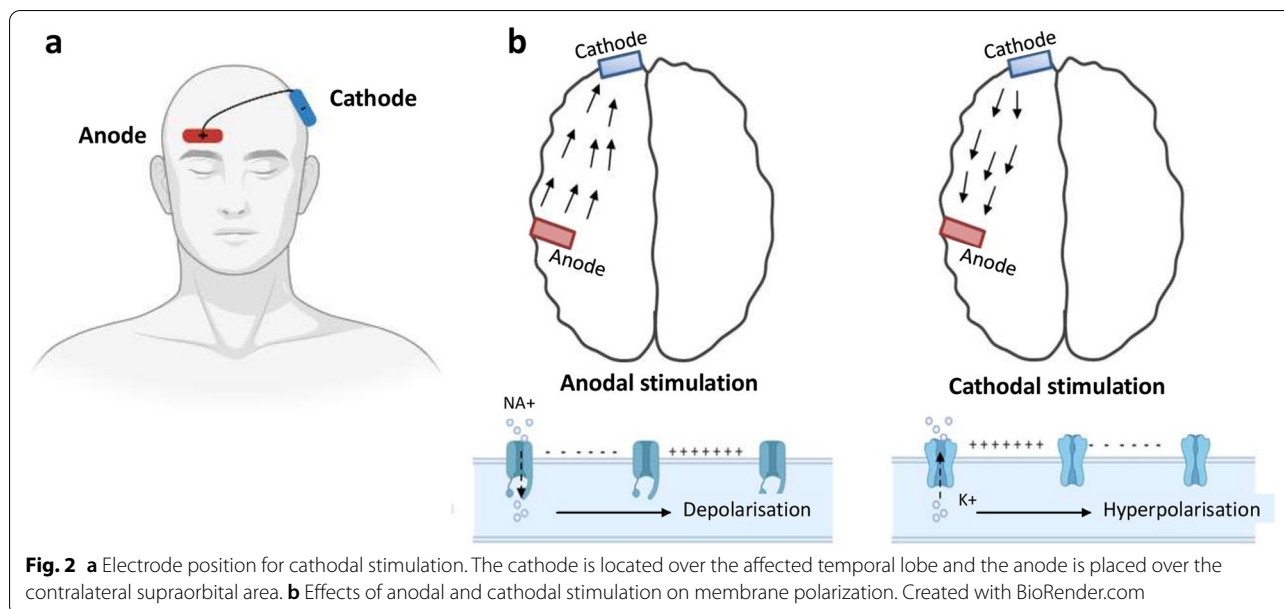 a
Anode
+
-
Cathode
b
Cathode
Anode
Anodal stimulation
NA+
- - - - - -
+++++++
Depolarisation
Cathode
Anode
Cathodal stimulation
+++++++
- - - - - -
K+
Hyperpolarisation
Fig. 2 a Electrode position for cathodal stimulation. The cathode is located over the affected temporal lobe and the anode is placed over the
contralateral supraorbital area. b Effects of anodal and cathodal stimulation on membrane polarization. Created with BioRender.com